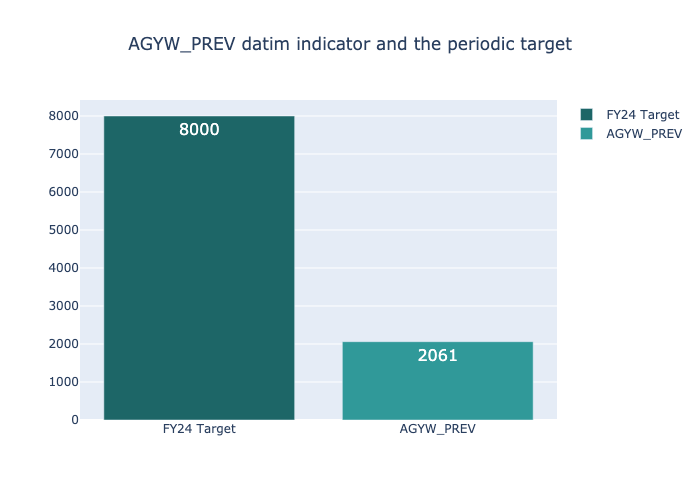 AGYW_PREV datim indicator and the periodic target
8000
7000
6000
5000
4000
3000
2000
1000
0
8000
2061
FY24 Target
AGYW_PREV
FY24 Target
AGYW_PREV